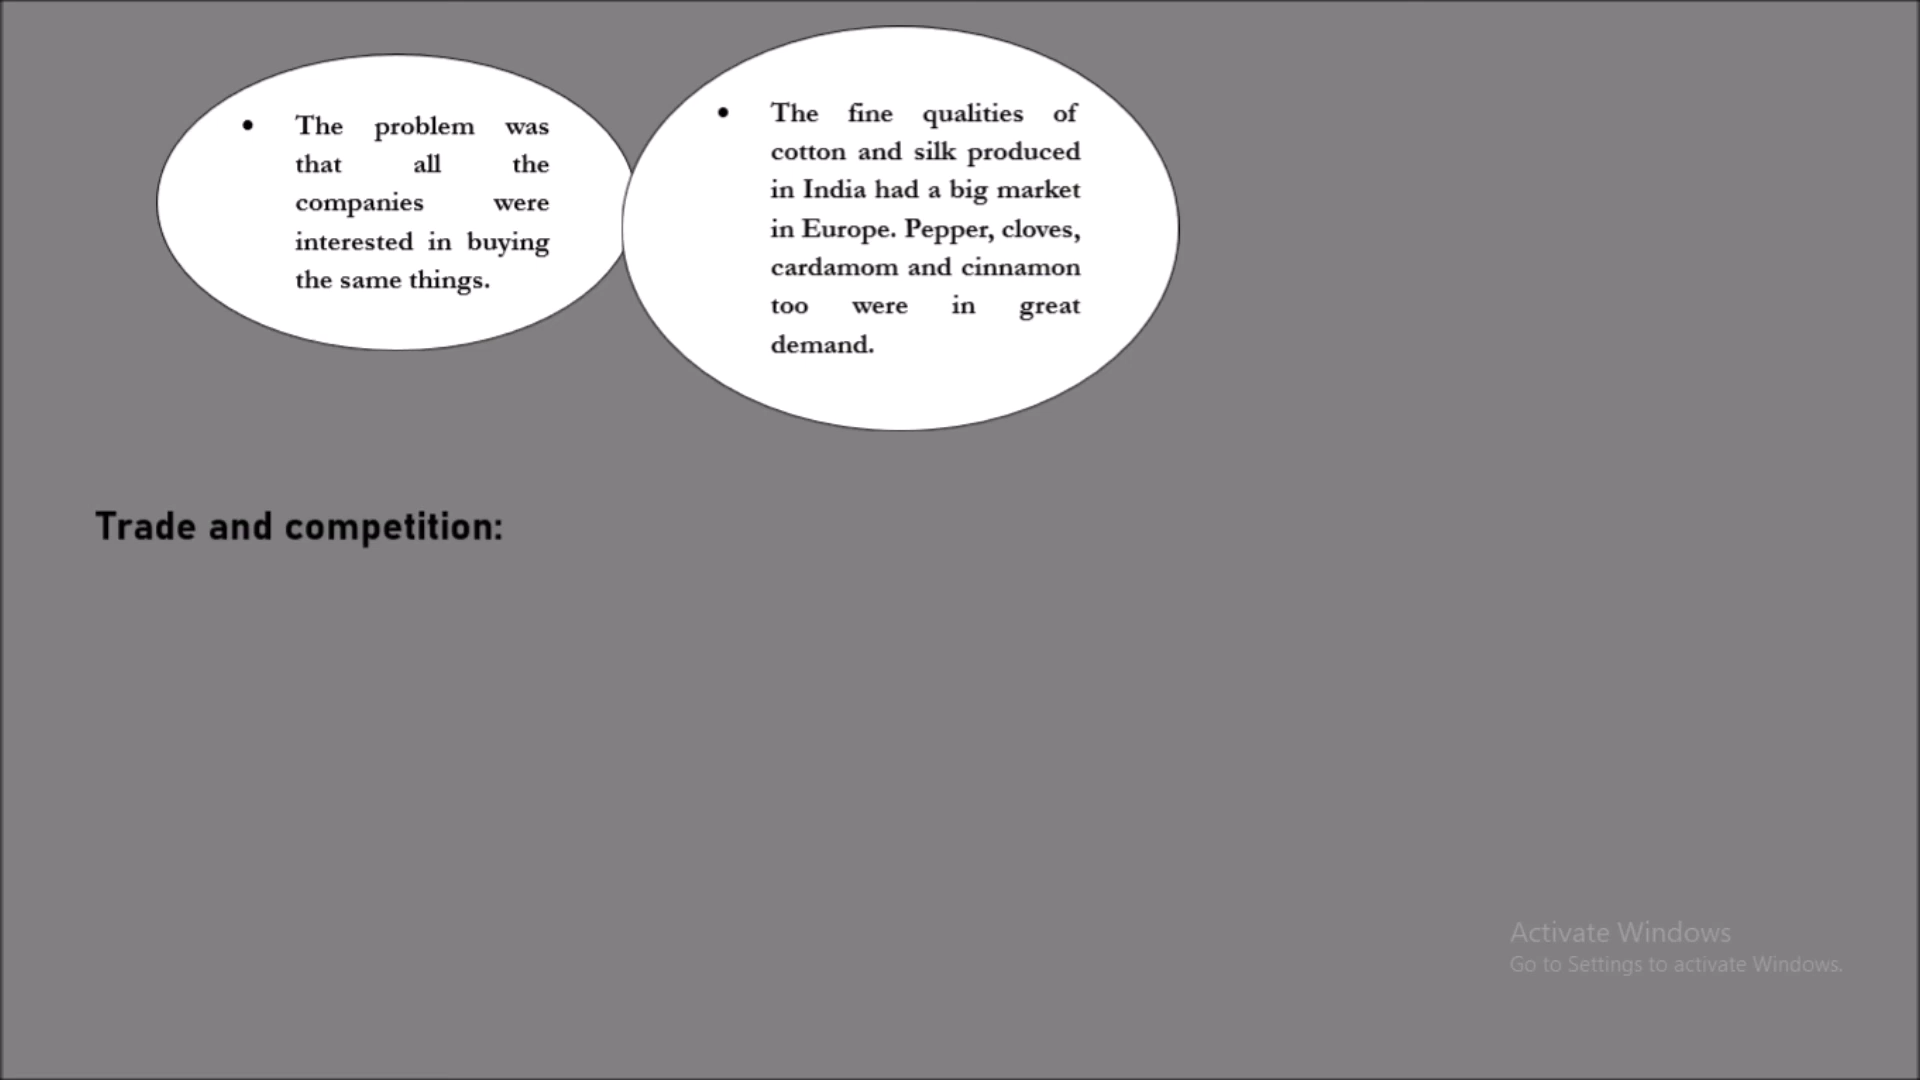 • The problem was
that all the
companies were
interested in buying
the same things.
• The fine qualities of
cotton and silk produced
in India had a big market
in Europe. Pepper, cloves,
cardamom and cinnamon
too were in great
demand.
Trade and competition:
Activate Windows
Go to Settings to activate Windows.